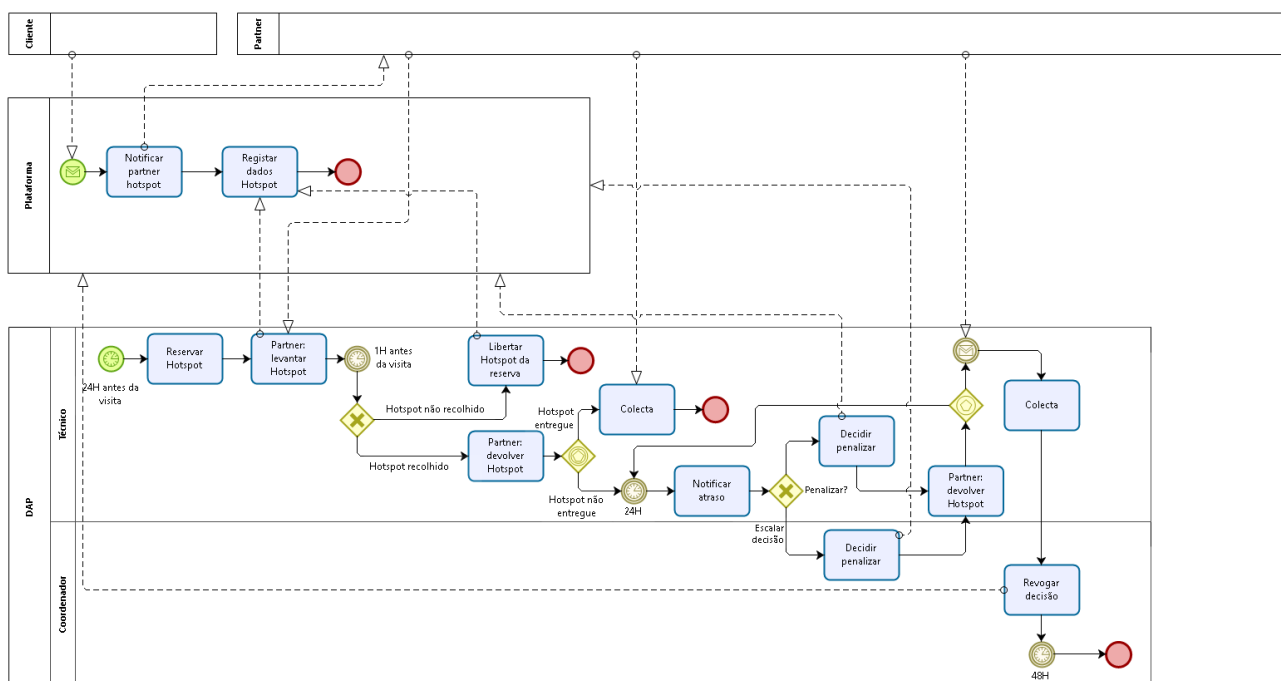 Cliente
Partner
Plataforma
Notificar
partner
hotspot
Registar
dados
Hotspot
DAP
Técnico
24H antes da
visita
Reservar
Hotspot
Partner:
levantar
Hotspot
1H antes
da visita
Libertar
Hotspot da
reserva
Hotspot não recolhido
Hotspot recolhido
Partner:
devolver
Hotspot
Hotspot
entregue
Hotspot não
entregue
Colecta
24H
Notificar
atraso
Penalizar?
Escalar
decisão
Decidir
penalizar
Partner:
devolver
Hotspot
Colecta
Coordenador
Decidir
penalizar
Revogar
decisão
48H